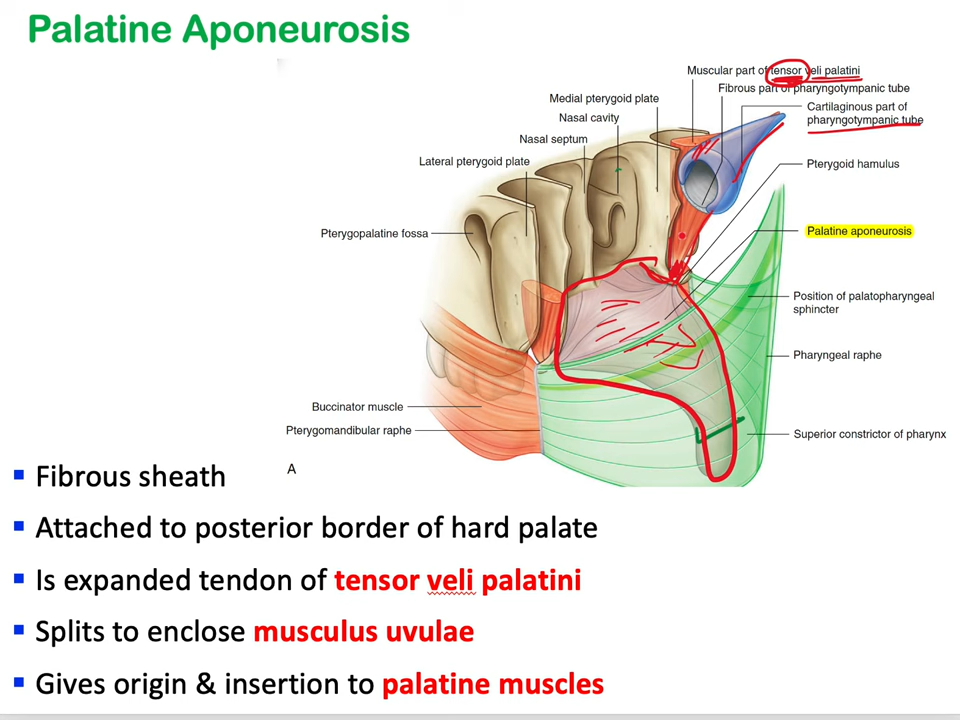 Palatine Aponeurosis
Muscular part of tensor veli palatini
Fibrous part of pharyngotympanic tube
Medial pterygoid plate
Cartilaginous part of
pharyngotympanic tube
Nasal cavity
Nasal septum
Lateral pterygoid plate
Pterygoid hamulus
Pterygopalatine fossa
Palatine aponeurosis
Position of palatopharyngeal
sphincter
Pharyngeal raphe
Buccinator muscle
Pterygomandibular raphe
Superior constrictor of pharynx
A
▪ Fibrous sheath
▪ Attached to posterior border of hard palate
▪ Is expanded tendon of tensor veli palatini
▪ Splits to enclose musculus uvulae
▪ Gives origin & insertion to palatine muscles